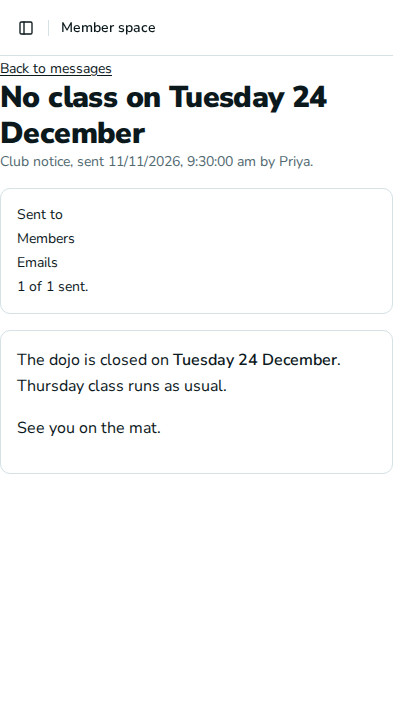 Member space
Back to messages
No class on Tuesday 24
December
Club notice, sent 11/11/2026, 9:30:00 am by Priya.
Sent to
Members
Emails
1 of 1 sent.
The dojo is closed on Tuesday 24 December.
Thursday class runs as usual.
See you on the mat.